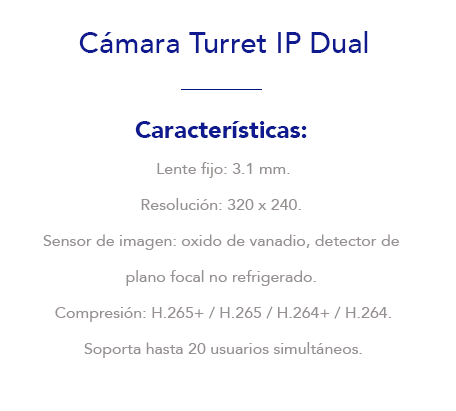 Cámara Turret IP Dual
Características:
Lente fijo: 3.1 mm.
Resolución: 320 x 240.
Sensor de imagen: oxido de vanadio, detector de
plano focal no refrigerado.
Compresión: H.265+ / H.265 / H.264+ / H.264.
Soporta hasta 20 usuarios simultáneos.